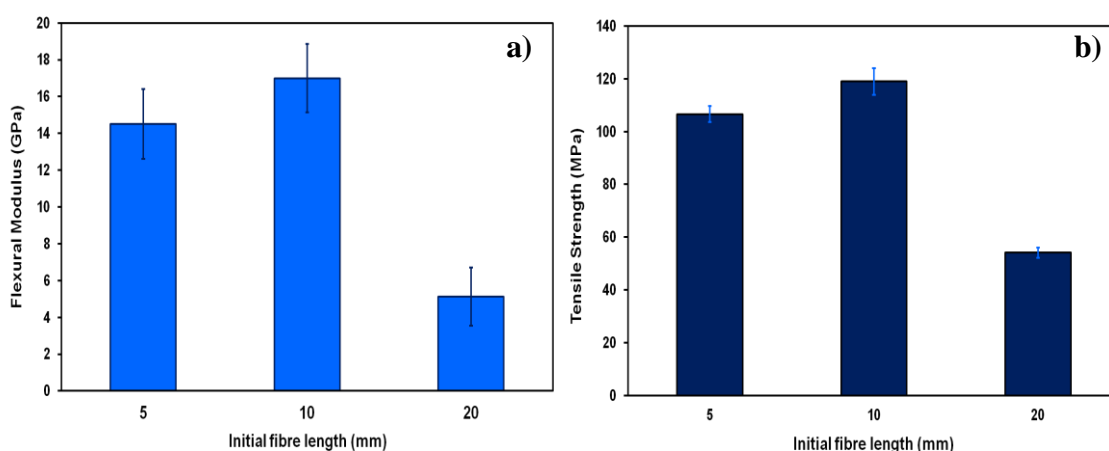 a)
Flexural Modulus (GPa)
20
18
16
14
12
10
8
6
4
2
0
5 10 20
Initial fibre length (mm)
b)
Tensile Strength (MPa)
140
120
100
80
60
40
20
0
5 10 20
Initial fibre length (mm)